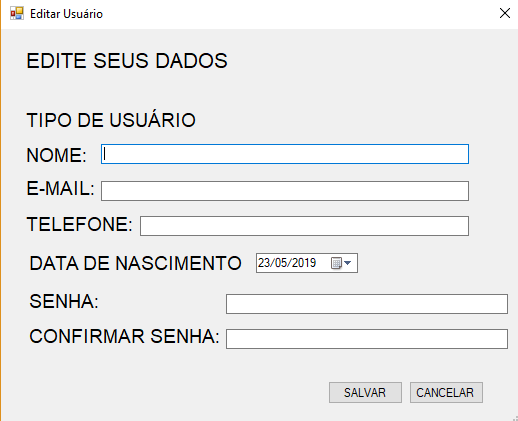 Editar Usuário
EDITE SEUS DADOS
TIPO DE USUÁRIO
NOME:
E-MAIL:
TELEFONE:
DATA DE NASCIMENTO 23/05/2019
SENHA:
CONFIRMAR SENHA:
SALVAR CANCELAR